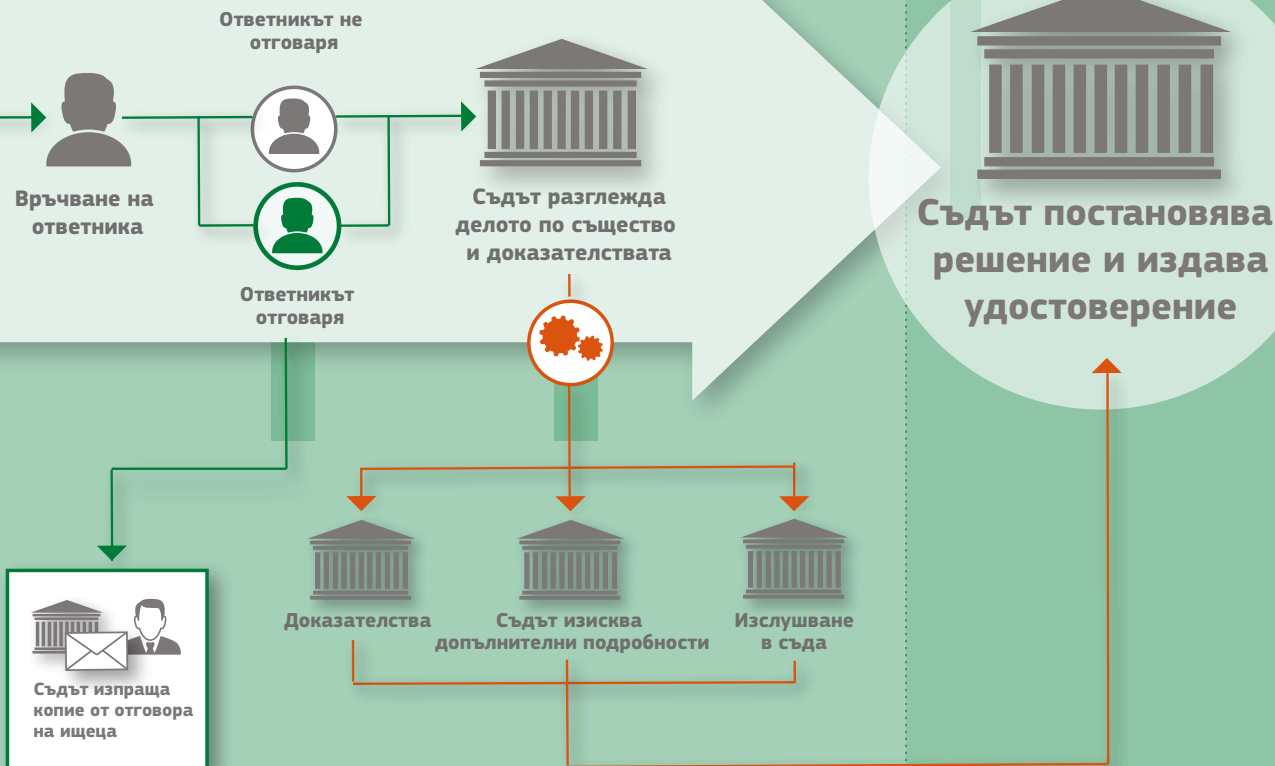 Ответникът не
отговаря
Връчване на
ответника
Ответникът
отговаря
Съдът разглежда
делото по същество
и доказателствата
Съдът постановява
решение и издава
удостоверение
Доказателства
Съдът изисква
допълнителни подробности
Изслушване
в съда
Съдът изпраща
копие от отговора
на ищеца